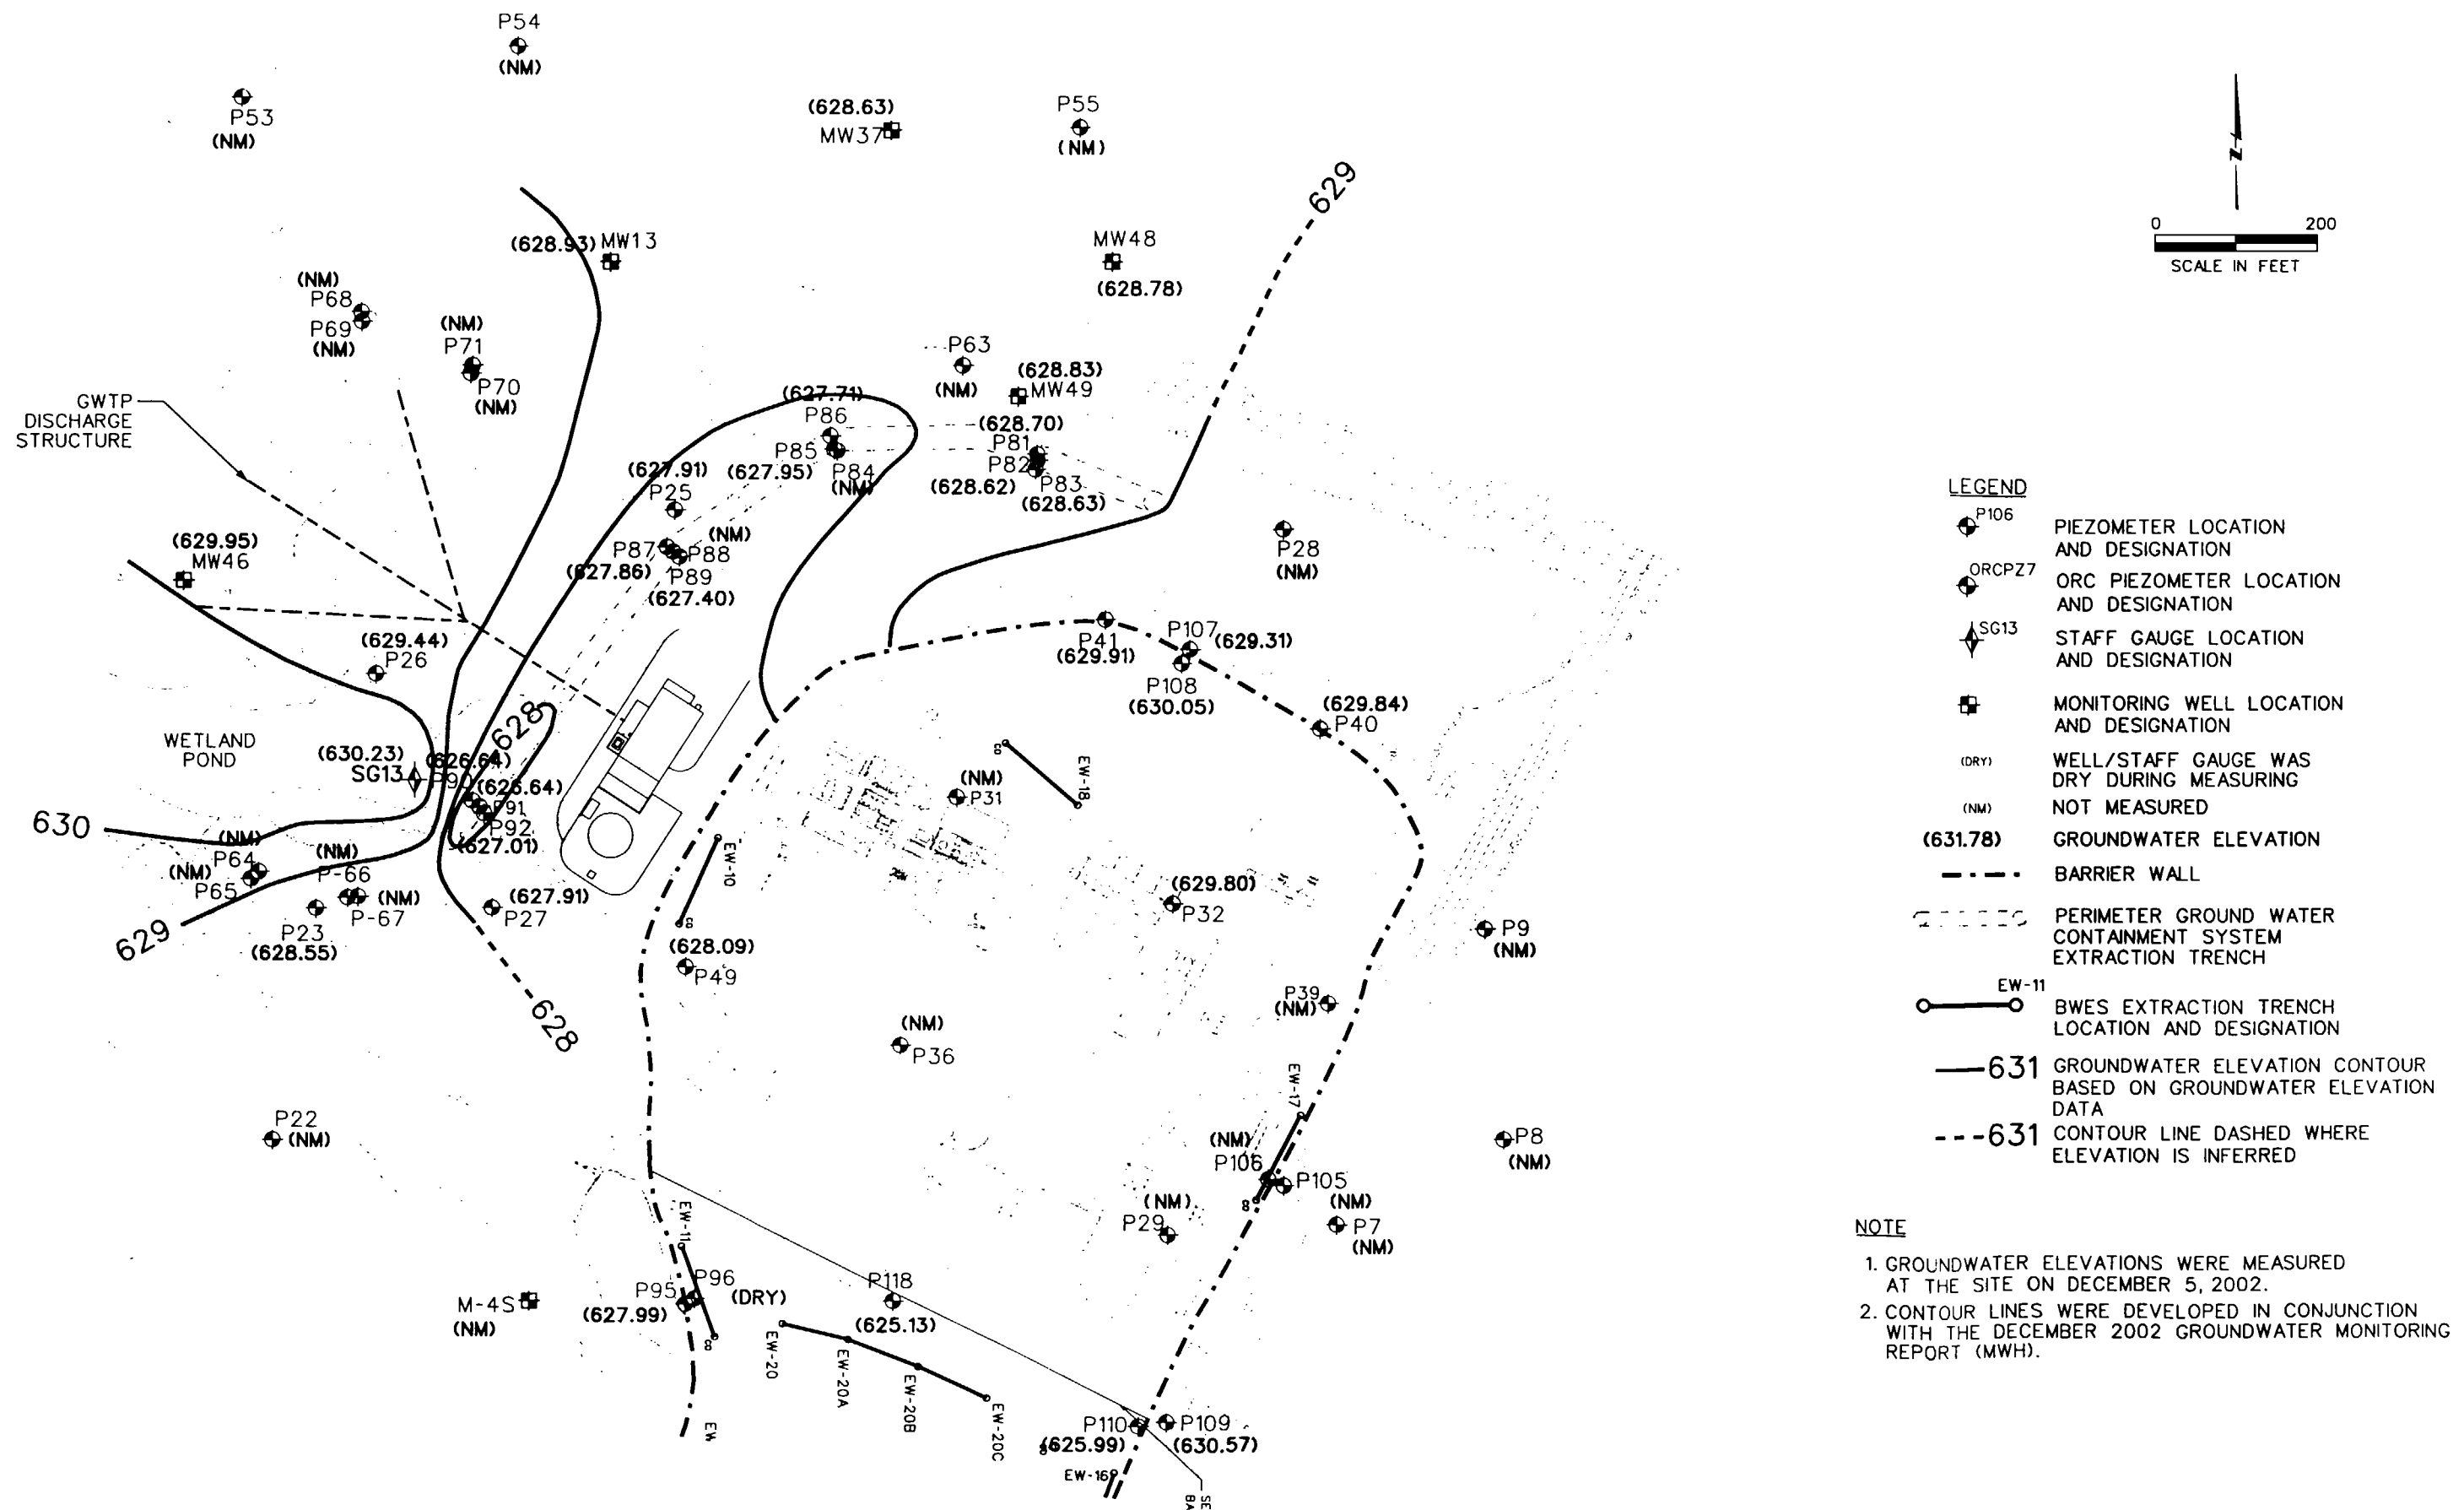 P54
(NM)
P53
(NM)
(628.63)
MW37
P55
(NM)
629
N
0 200
SCALE IN FEET
(628.93) MW13
MW48
(628.78)
(NM)
P68
P69
(NM)
(NM)
P71
P70
(NM)
P63
(NM)
(628.83)
MW49
GWTP
DISCHARGE
STRUCTURE
(627.71)
P86
P85
(627.95)
P84
(NM)
(628.70)
P81
P82
(628.62)
P83
(628.63)
(627.91)
P25
P87
(NM)
P88
(627.86)
P89
(627.40)
P28
(NM)
(629.95)
MW46
(629.44)
P26
P41
(629.91)
P107
(629.31)
P108
(630.05)
(629.84)
P40
WETLAND
POND
628
(630.23)
SG13
(626.64)
P90
(626.64)
P91
P92
(627.01)
630
(NM)
P64
(NM)
P65
(NM)
P-66
(NM)
P-67
P23
(628.55)
629
(627.91)
P27
628
EW-10
CO
(628.09)
P49
CO
EW-18
(NM)
P31
(629.80)
P32
P9
(NM)
P39
(NM)
(NM)
P36
P22
(NM)
EW-17
(NM)
P106
P105
P8
(NM)
(NM)
P29
(NM)
P7
(NM)
M-4S
(NM)
EW-11
P95
(627.99)
P96
(DRY)
CO
P118
(625.13)
EW-20
EW-20A
EW-20B
EW-20C
EW
P110
(625.99)
P109
(630.57)
EW-16
SE
BA
LEGEND
P106
PIEZOMETER LOCATION
AND DESIGNATION
ORCPZ7
ORC PIEZOMETER LOCATION
AND DESIGNATION
SG13
STAFF GAUGE LOCATION
AND DESIGNATION
MONITORING WELL LOCATION
AND DESIGNATION
(DRY) WELL/STAFF GAUGE WAS
DRY DURING MEASURING
(NM) NOT MEASURED
(631.78) GROUNDWATER ELEVATION
BARRIER WALL
PERIMETER GROUND WATER
CONTAINMENT SYSTEM
EXTRACTION TRENCH
EW-11
BWES EXTRACTION TRENCH
LOCATION AND DESIGNATION
631 GROUNDWATER ELEVATION CONTOUR
BASED ON GROUNDWATER ELEVATION
DATA
631 CONTOUR LINE DASHED WHERE
ELEVATION IS INFERRED
NOTE
1. GROUNDWATER ELEVATIONS WERE MEASURED
AT THE SITE ON DECEMBER 5, 2002.
2. CONTOUR LINES WERE DEVELOPED IN CONJUNCTION
WITH THE DECEMBER 2002 GROUNDWATER MONITORING
REPORT (MWH).